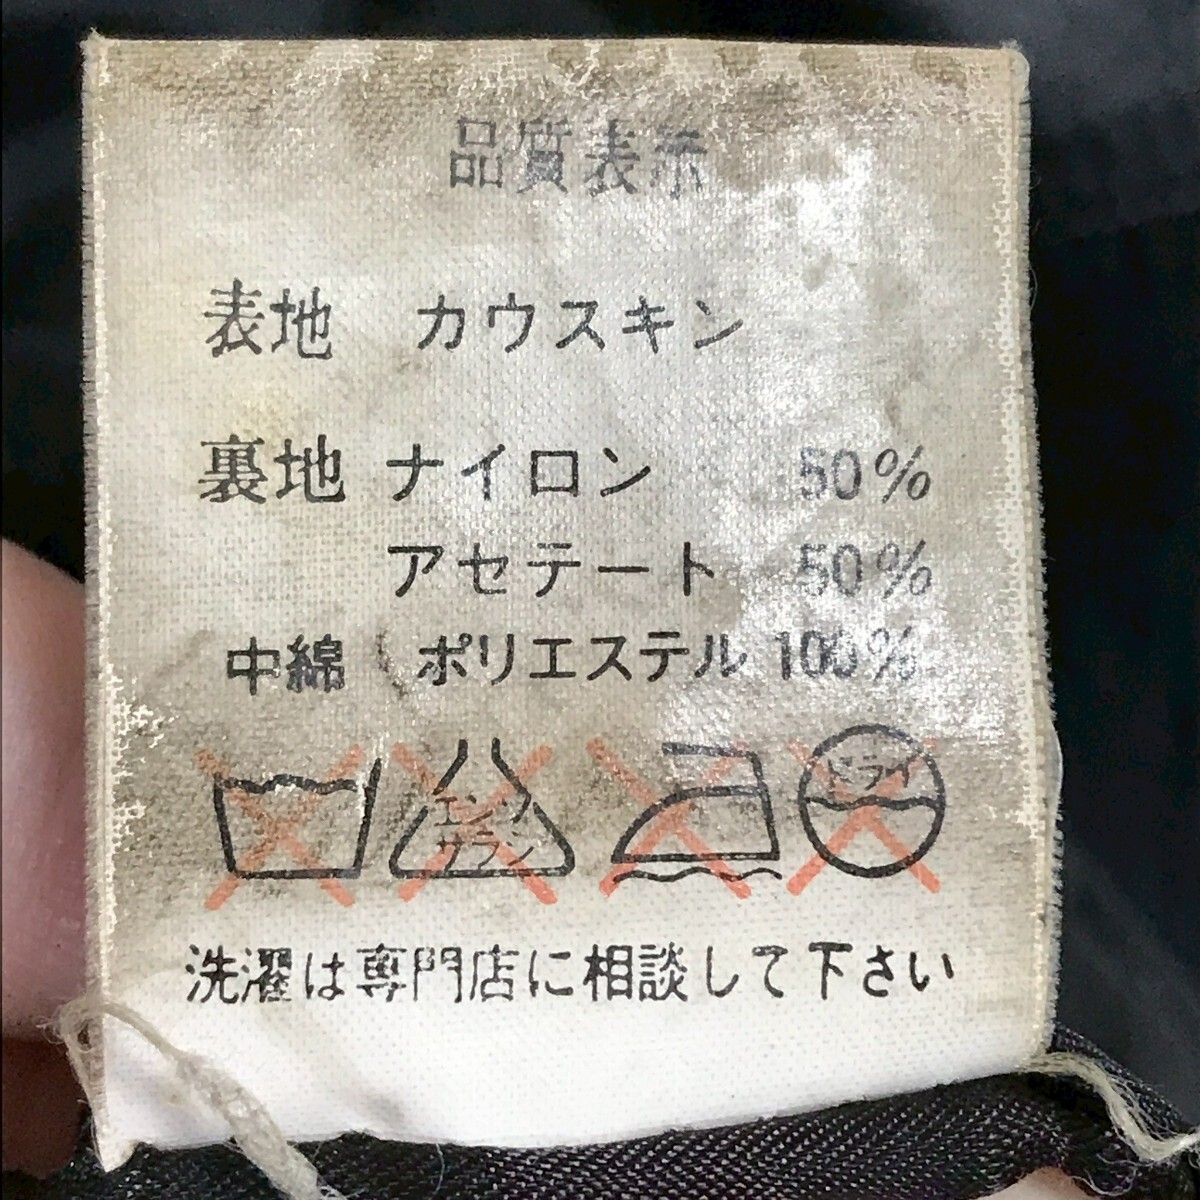 品質表示
表地 カウスキン
裏地 ナイロン 50%
アセテート 50%
中綿 ポリエステル 100%
エンソ
サラシ
ドライ
洗濯は専門店に相談して下さい